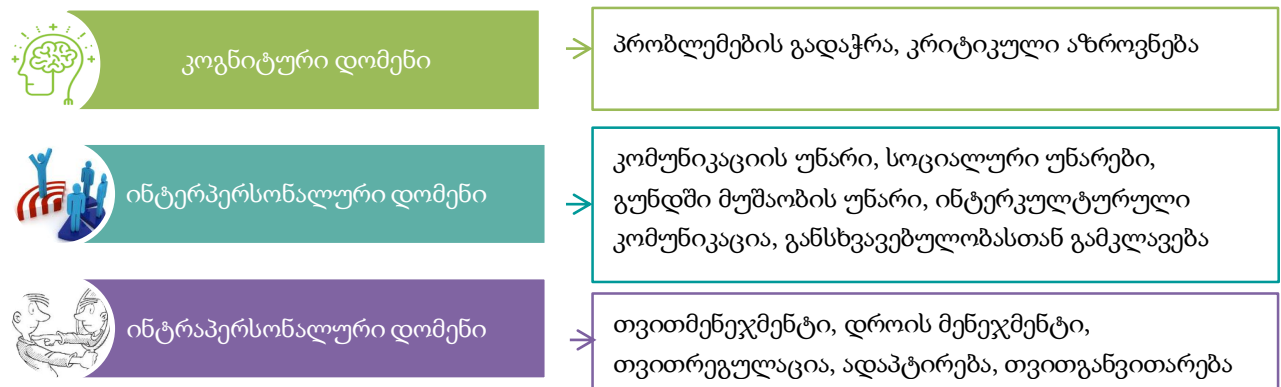 კოგნიტური დომენი
პრობლემების გადაჭრა, კრიტიკული აზროვნება
ინტერპერსონალური დომენი
კომუნიკაციის უნარი, სოციალური უნარები,
გუნდში მუშაობის უნარი, ინტერკულტურული
კომუნიკაცია, განსხვავებულობასთან გამკლავება
ინტრაპერსონალური დომენი
თვითმენეჯმენტი, დროის მენეჯმენტი,
თვითრეგულაცია, ადაპტირება, თვითგანვითარება